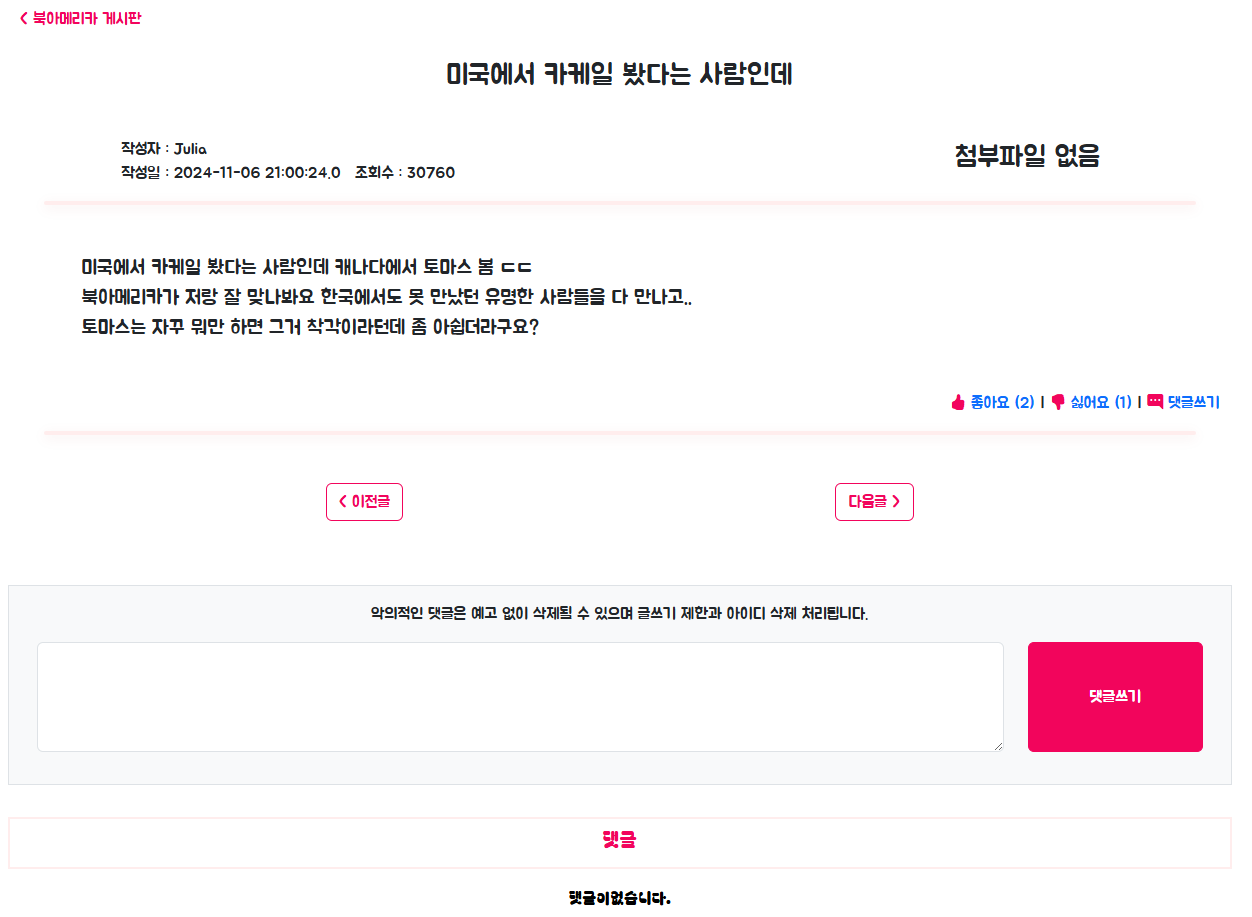 북아메리카 게시판
미국에서 카케일 봤다는 사람인데
작성자 : Julia
작성일 : 2024-11-06 21:00:24.0 조회수 : 30760
첨부파일 없음
미국에서 카케일 봤다는 사람인데 캐나다에서 토마스 봄 ㄷㄷ
북아메리카가 저랑 잘 맞나봐요 한국에서도 못 만났던 유명한 사람들을 다 만나고..
토마스는 자꾸 뭐만 하면 그거 착각이라던데 좀 아쉽더라구요?
좋아요 (2) | 싫어요 (1) | 댓글쓰기
이전글
다음글
악의적인 댓글은 예고 없이 삭제될 수 있으며 글쓰기 제한과 아이디 삭제 처리됩니다.
댓글쓰기
댓글
댓글이없습니다.